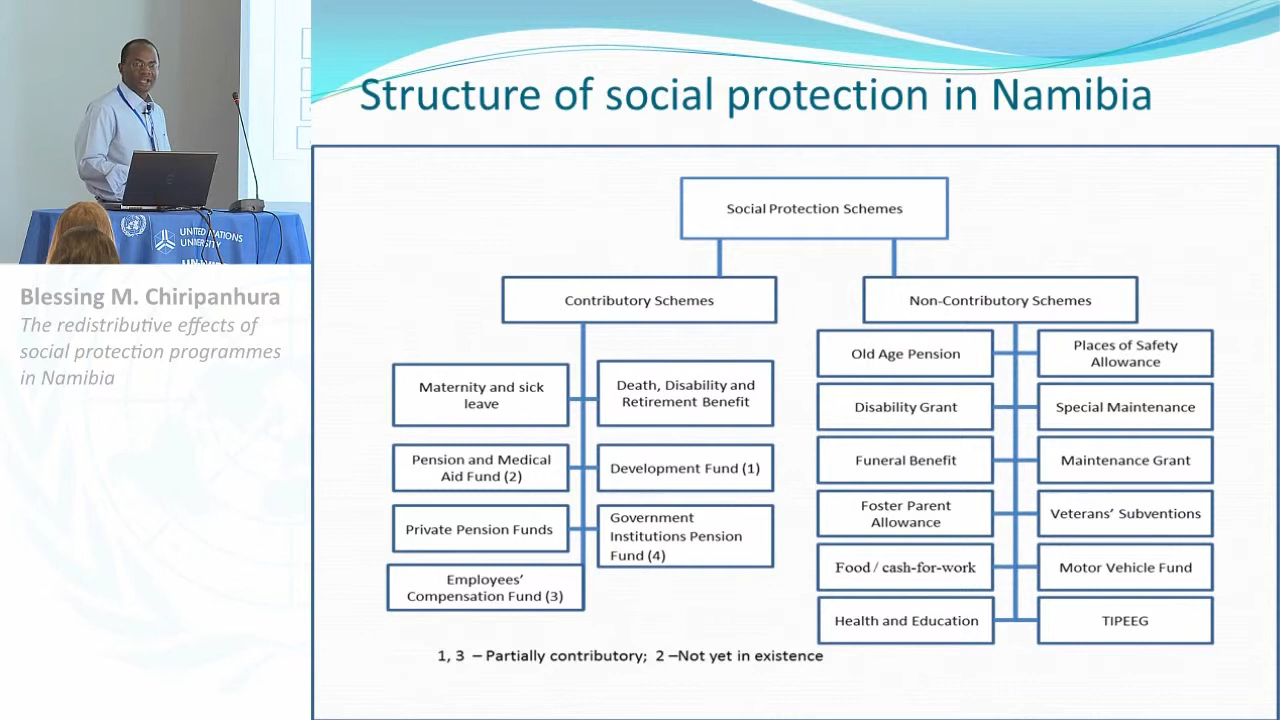 Structure of social protection in Namibia
UNITED NATIONS
UNIVERSITY
Blessing M. Chiripanhura
The redistributive effects of
social protection programmes
in Namibia
Social Protection Schemes
Contributory Schemes
Non-Contributory Schemes
Maternity and sick
leave
Death, Disability and
Retirement Benefit
Pension and Medical
Aid Fund (2)
Development Fund (1)
Private Pension Funds
Government
Institutions Pension
Fund (4)
Employees’
Compensation Fund (3)
Old Age Pension
Places of Safety
Allowance
Disability Grant
Special Maintenance
Funeral Benefit
Maintenance Grant
Foster Parent
Allowance
Veterans’ Subventions
Food / cash-for-work
Motor Vehicle Fund
Health and Education
TIPEEG
1, 3 – Partially contributory; 2 –Not yet in existence